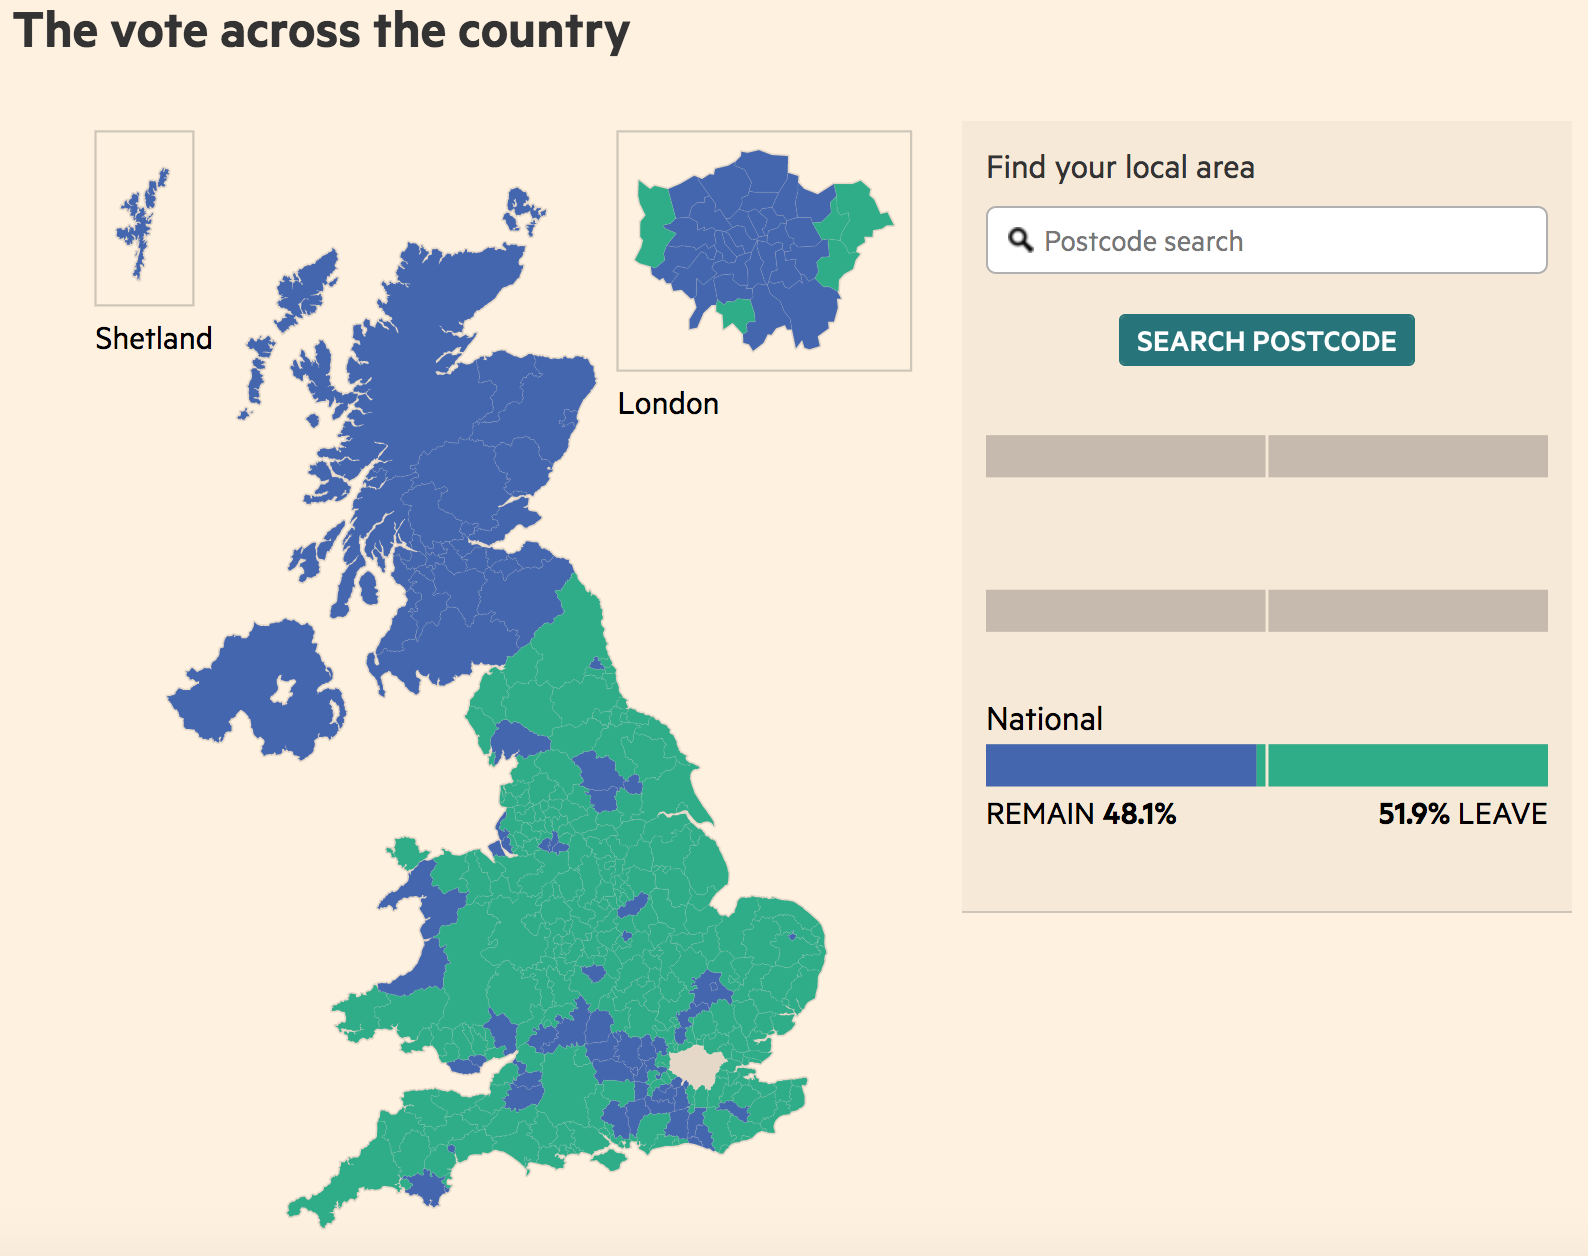 The vote across the country
Shetland
London
Find your local area
Postcode search
SEARCH POSTCODE
National
REMAIN 48.1%
51.9% LEAVE